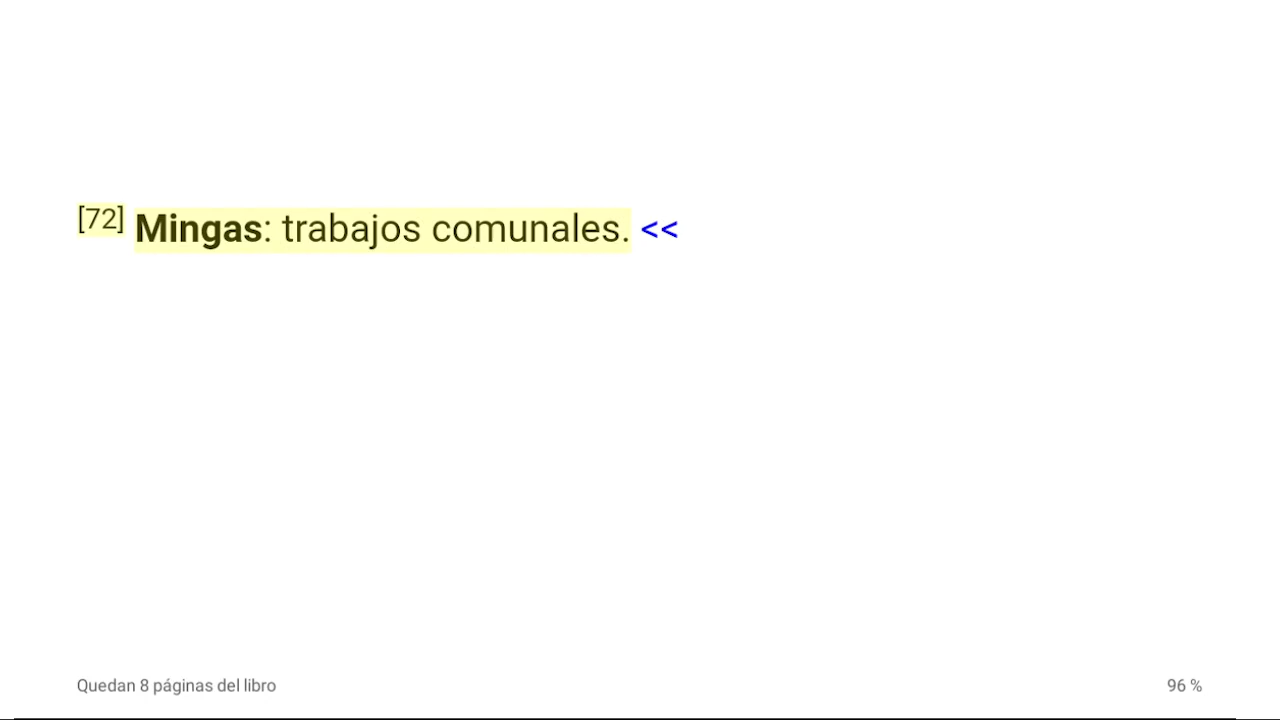 [72] Mingas: trabajos comunales. <<
Quedan 8 páginas del libro
96 %